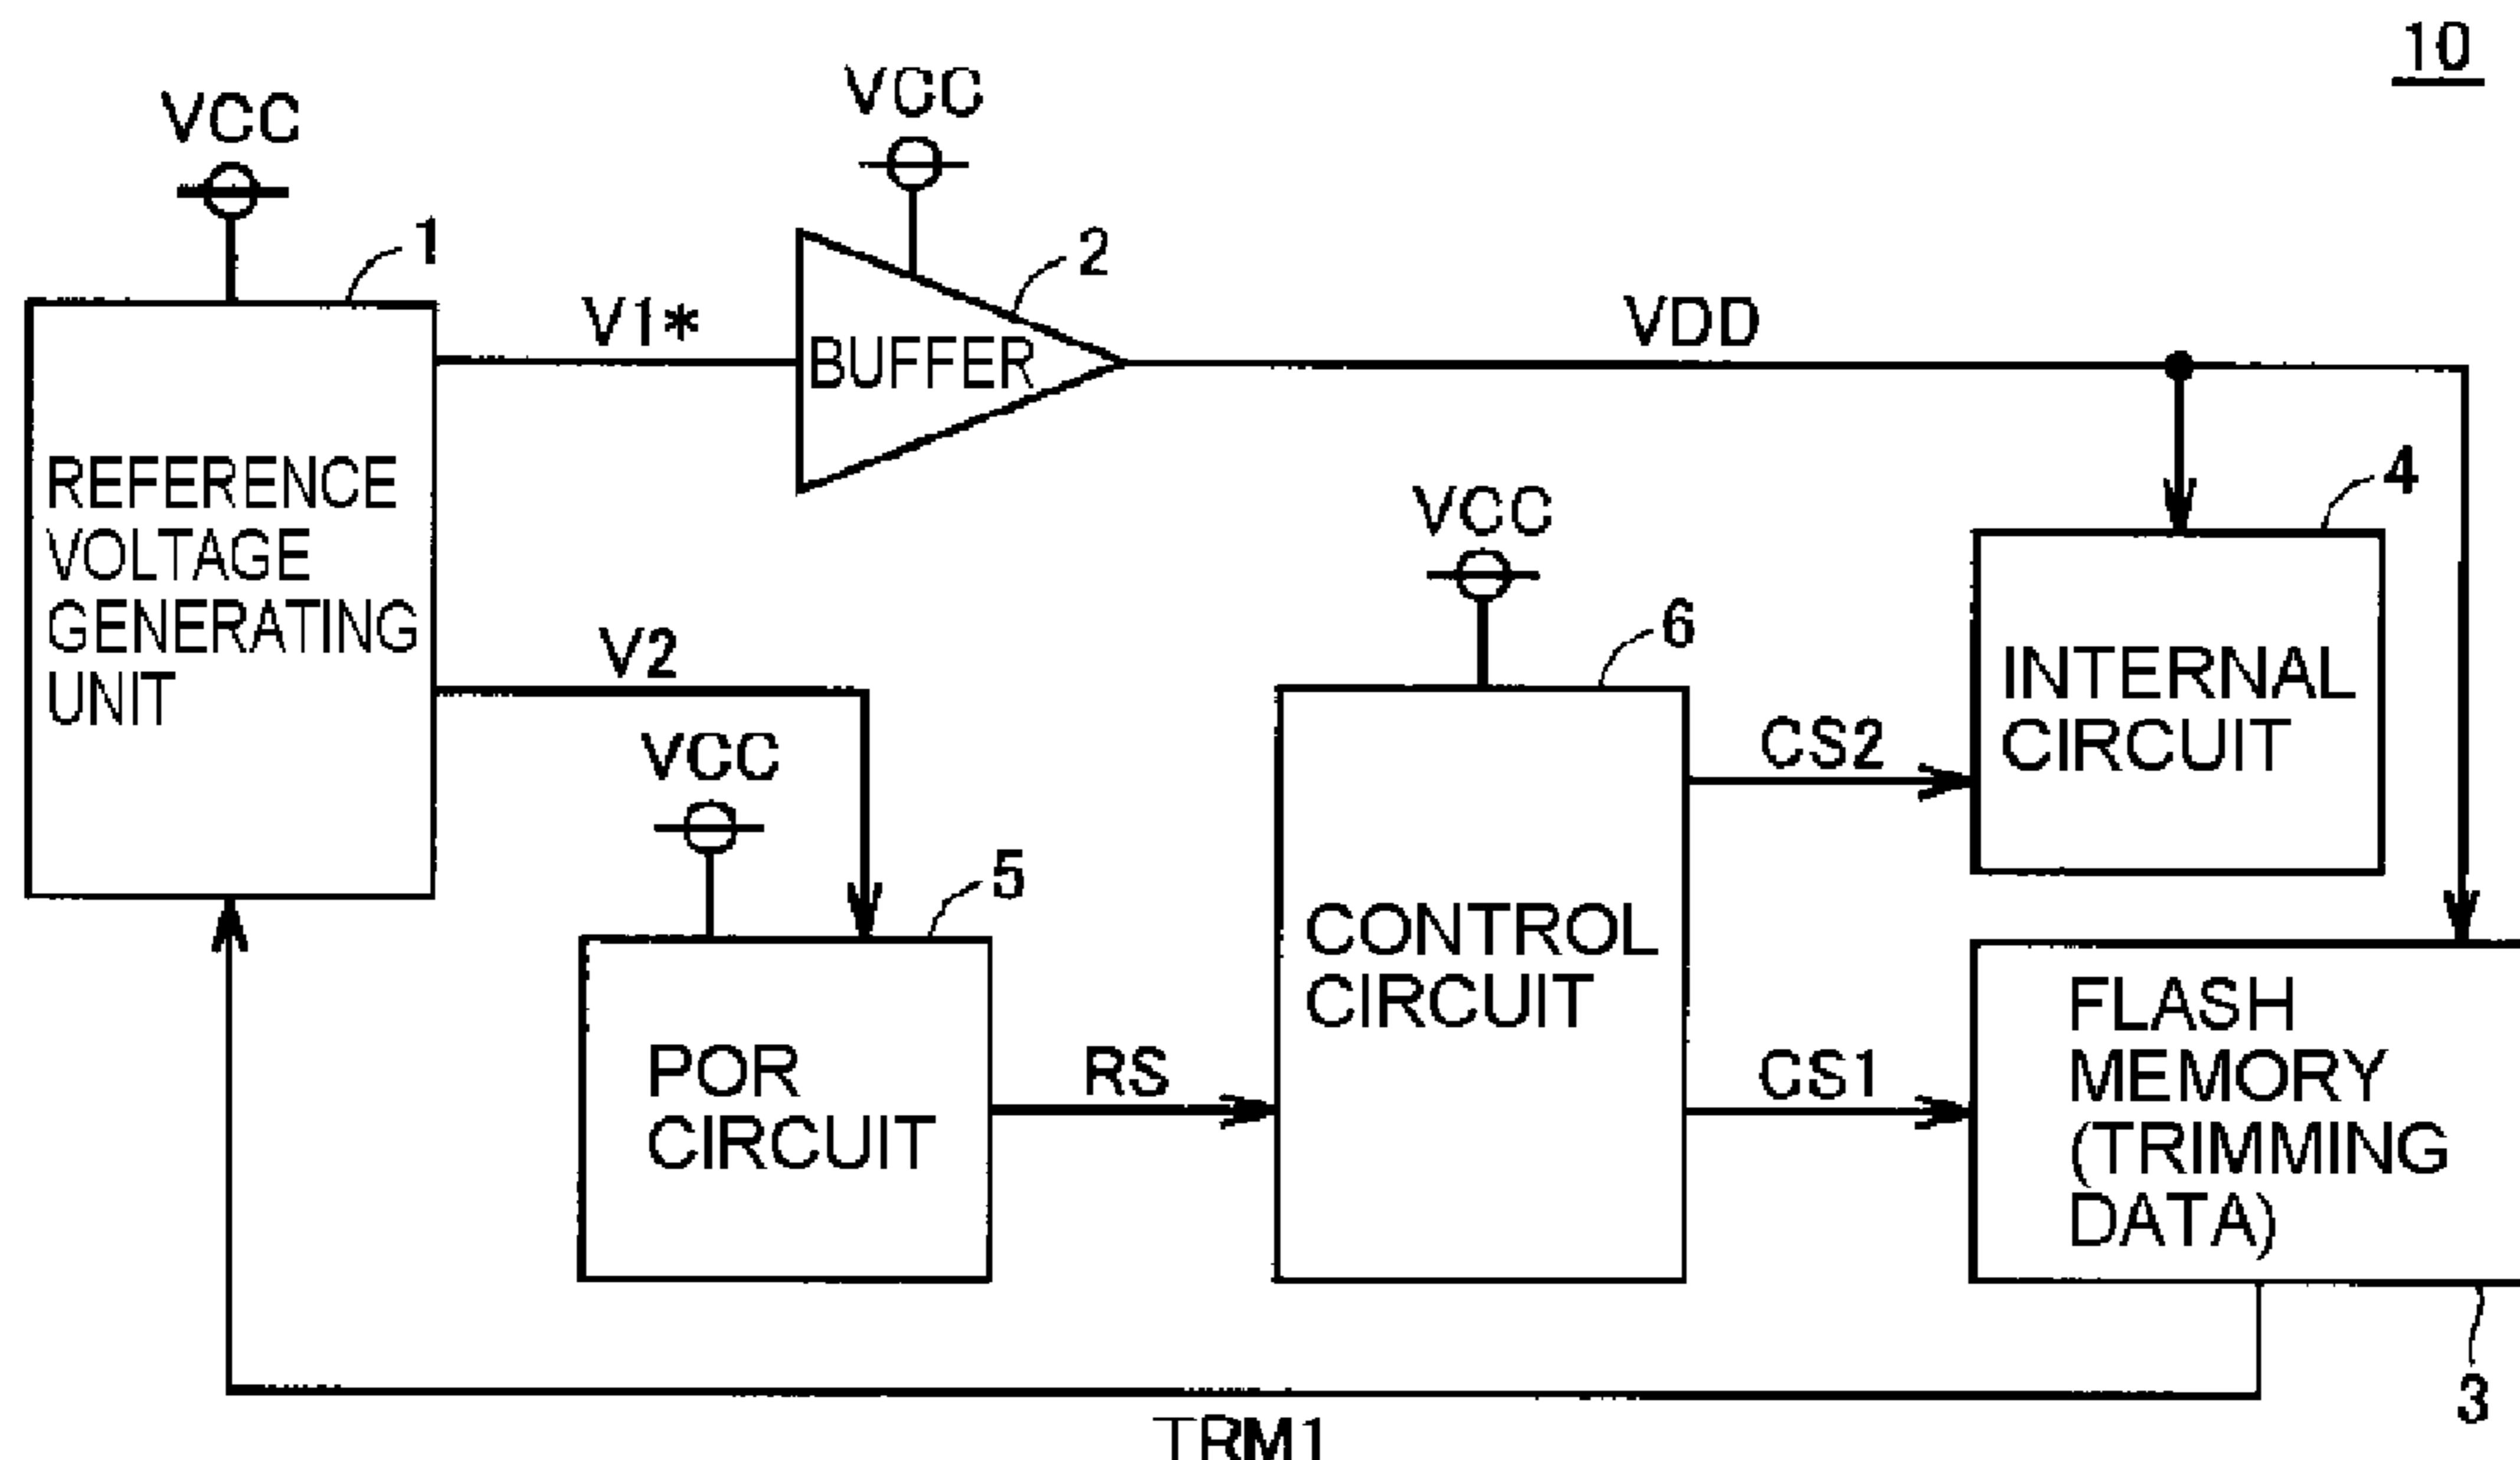 10
VCC
VCC
1
2
V1*
VDD
BUFFER
REFERENCE
VOLTAGE
GENERATING
UNIT
4
VCC
6
V2
INTERNAL
CIRCUIT
CS2
VCC
5
CONTROL
CIRCUIT
FLASH
MEMORY
(TRIMMING
DATA)
POR
CIRCUIT
RS
CS1
3
TRM1